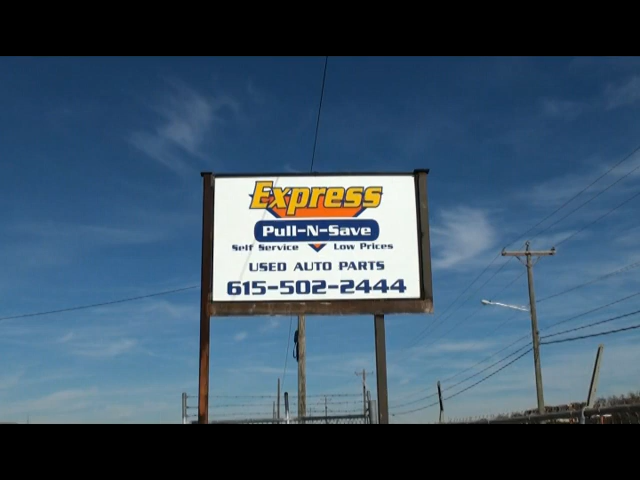 Express
Pull-N-Save
Self Service Low Prices
USED AUTO PARTS
615-502-2444